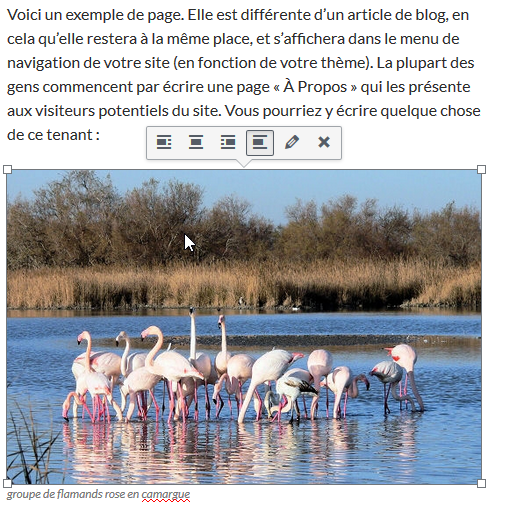 Voici un exemple de page. Elle est différente d’un article de blog, en
cela qu’elle restera à la même place, et s’affichera dans le menu de
navigation de votre site (en fonction de votre thème). La plupart des
gens commencent par écrire une page « À Propos » qui les présente
aux visiteurs potentiels du site. Vous pourriez y écrire quelque chose
de ce tenant :
groupe de flamands rose en camargue